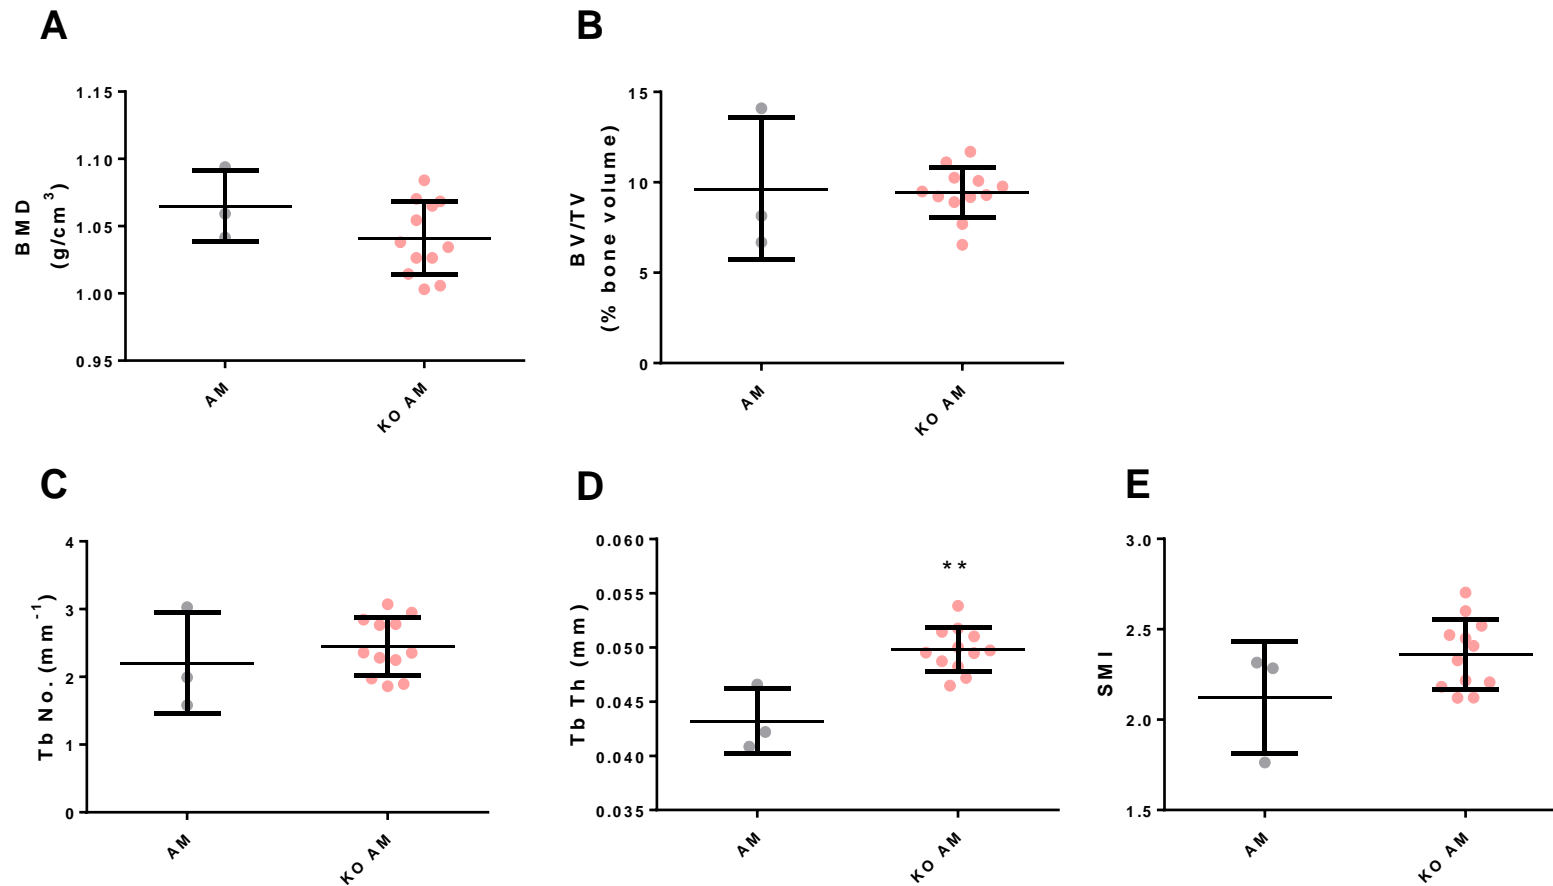 A
BMD
(g/cm³)
1.15
1.10
1.05
1.00
0.95
AM
KO AM
B
BV/TV
(% bone volume)
15
10
5
0
AM
KO AM
C
Tb No. (mm⁻¹)
4
3
2
1
0
AM
KO AM
D
Tb Th (mm)
0.060
0.055
0.050
0.045
0.040
0.035
**
AM
KO AM
E
SMI
3.0
2.5
2.0
1.5
AM
KO AM